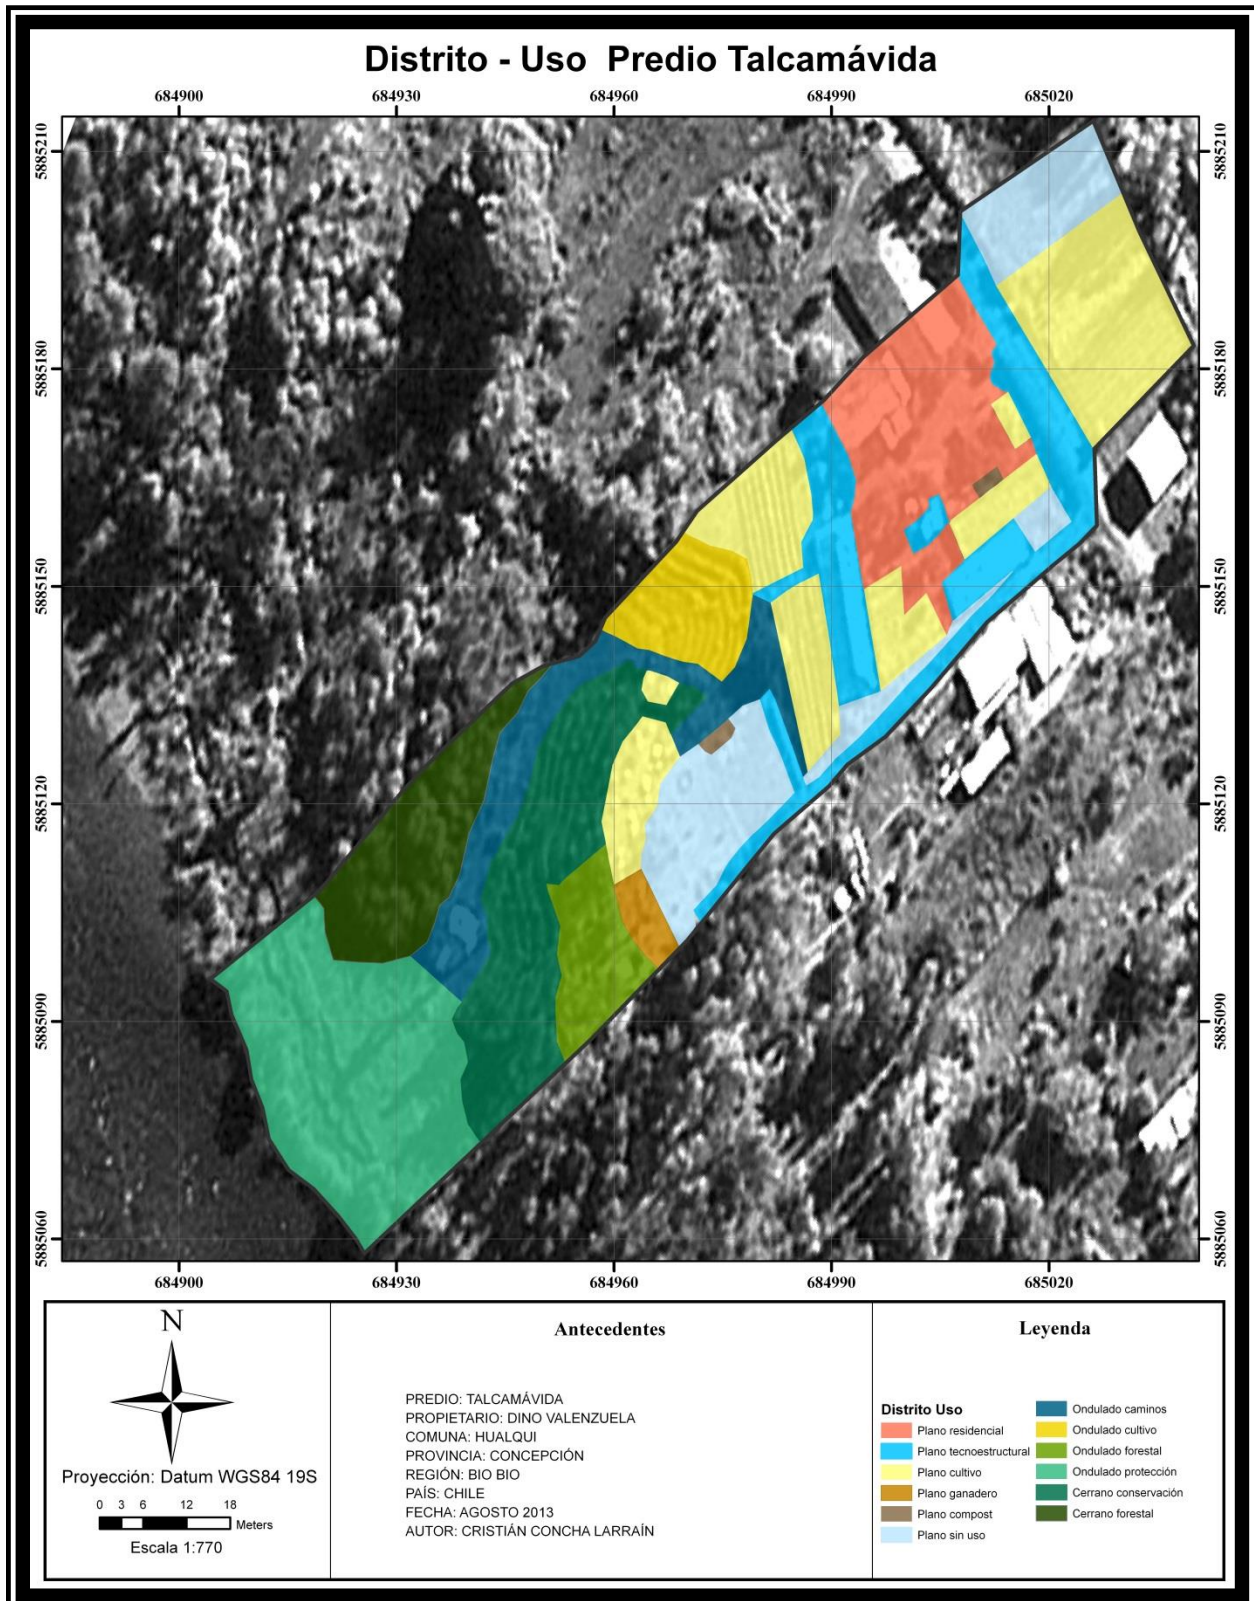 Distrito - Uso Predio Talcamávida
684900 684930 684960 684990 685020
5885210 5885210
5885180 5885180
5885150 5885150
5885120 5885120
5885090 5885090
5885060 5885060
684900 684930 684960 684990 685020
N
Proyección: Datum WGS84 19S
0 3 6 12 18
Meters
Escala 1:770
Antecedentes
PREDIO: TALCAMÁVIDA
PROPIETARIO: DINO VALENZUELA
COMUNA: HUALQUI
PROVINCIA: CONCEPCIÓN
REGIÓN: BIO BIO
PAÍS: CHILE
FECHA: AGOSTO 2013
AUTOR: CRISTIÁN CONCHA LARRAÍN
Leyenda
Distrito Uso
Plano residencial
Plano tecnoestructural
Plano cultivo
Plano ganadero
Plano compost
Plano sin uso
Ondulado caminos
Ondulado cultivo
Ondulado forestal
Ondulado protección
Cerrano conservación
Cerrano forestal